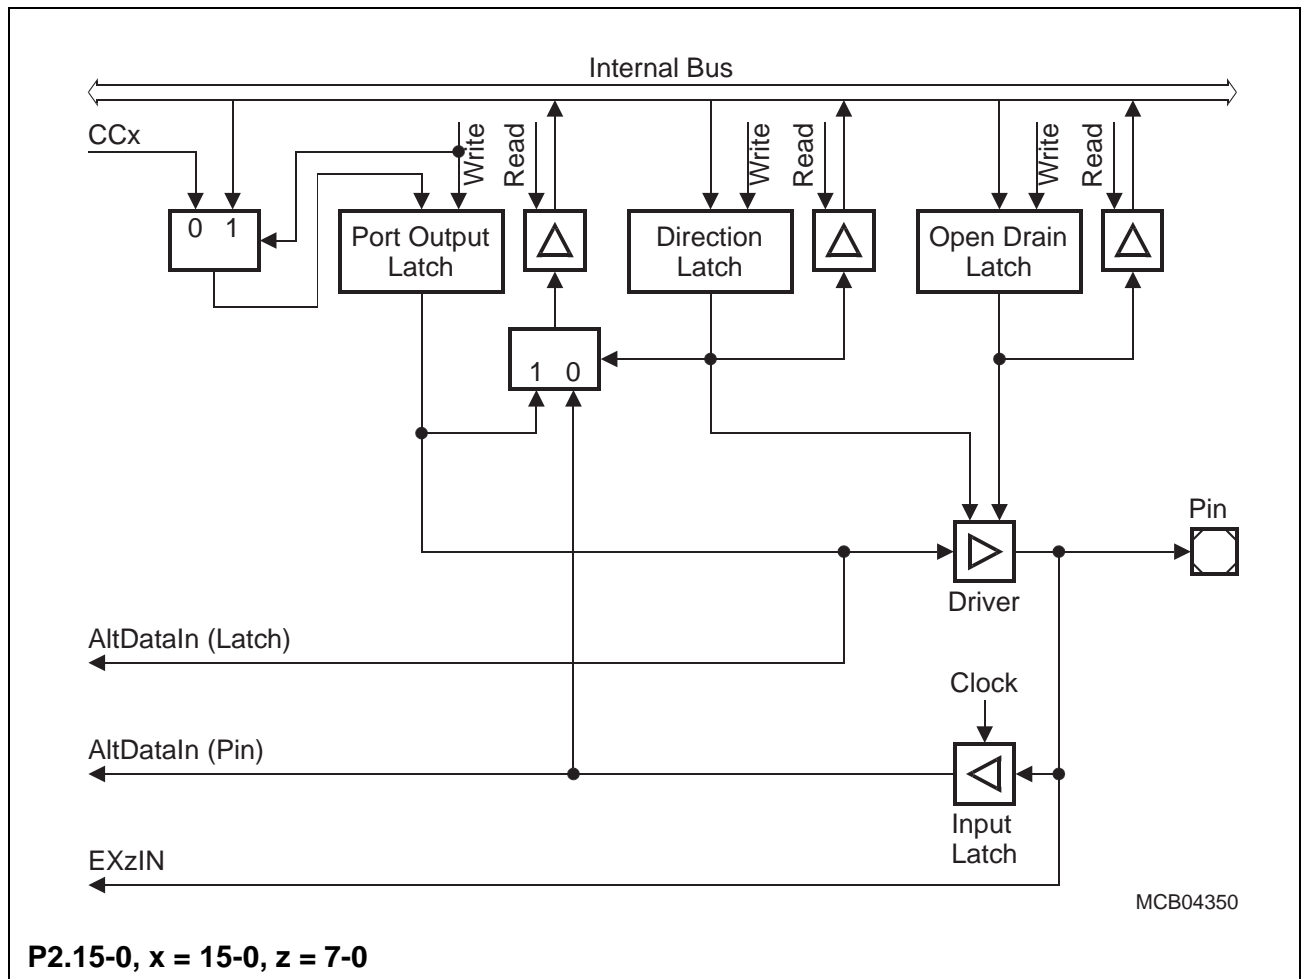 Internal Bus
CCx
Write
Read
Write
Read
Write
Read
0 1
Port Output
Latch
Direction
Latch
Open Drain
Latch
1 0
Pin
Driver
AltDataIn (Latch)
Clock
AltDataIn (Pin)
Input
Latch
EXzIN
MCB04350
P2.15-0, x = 15-0, z = 7-0